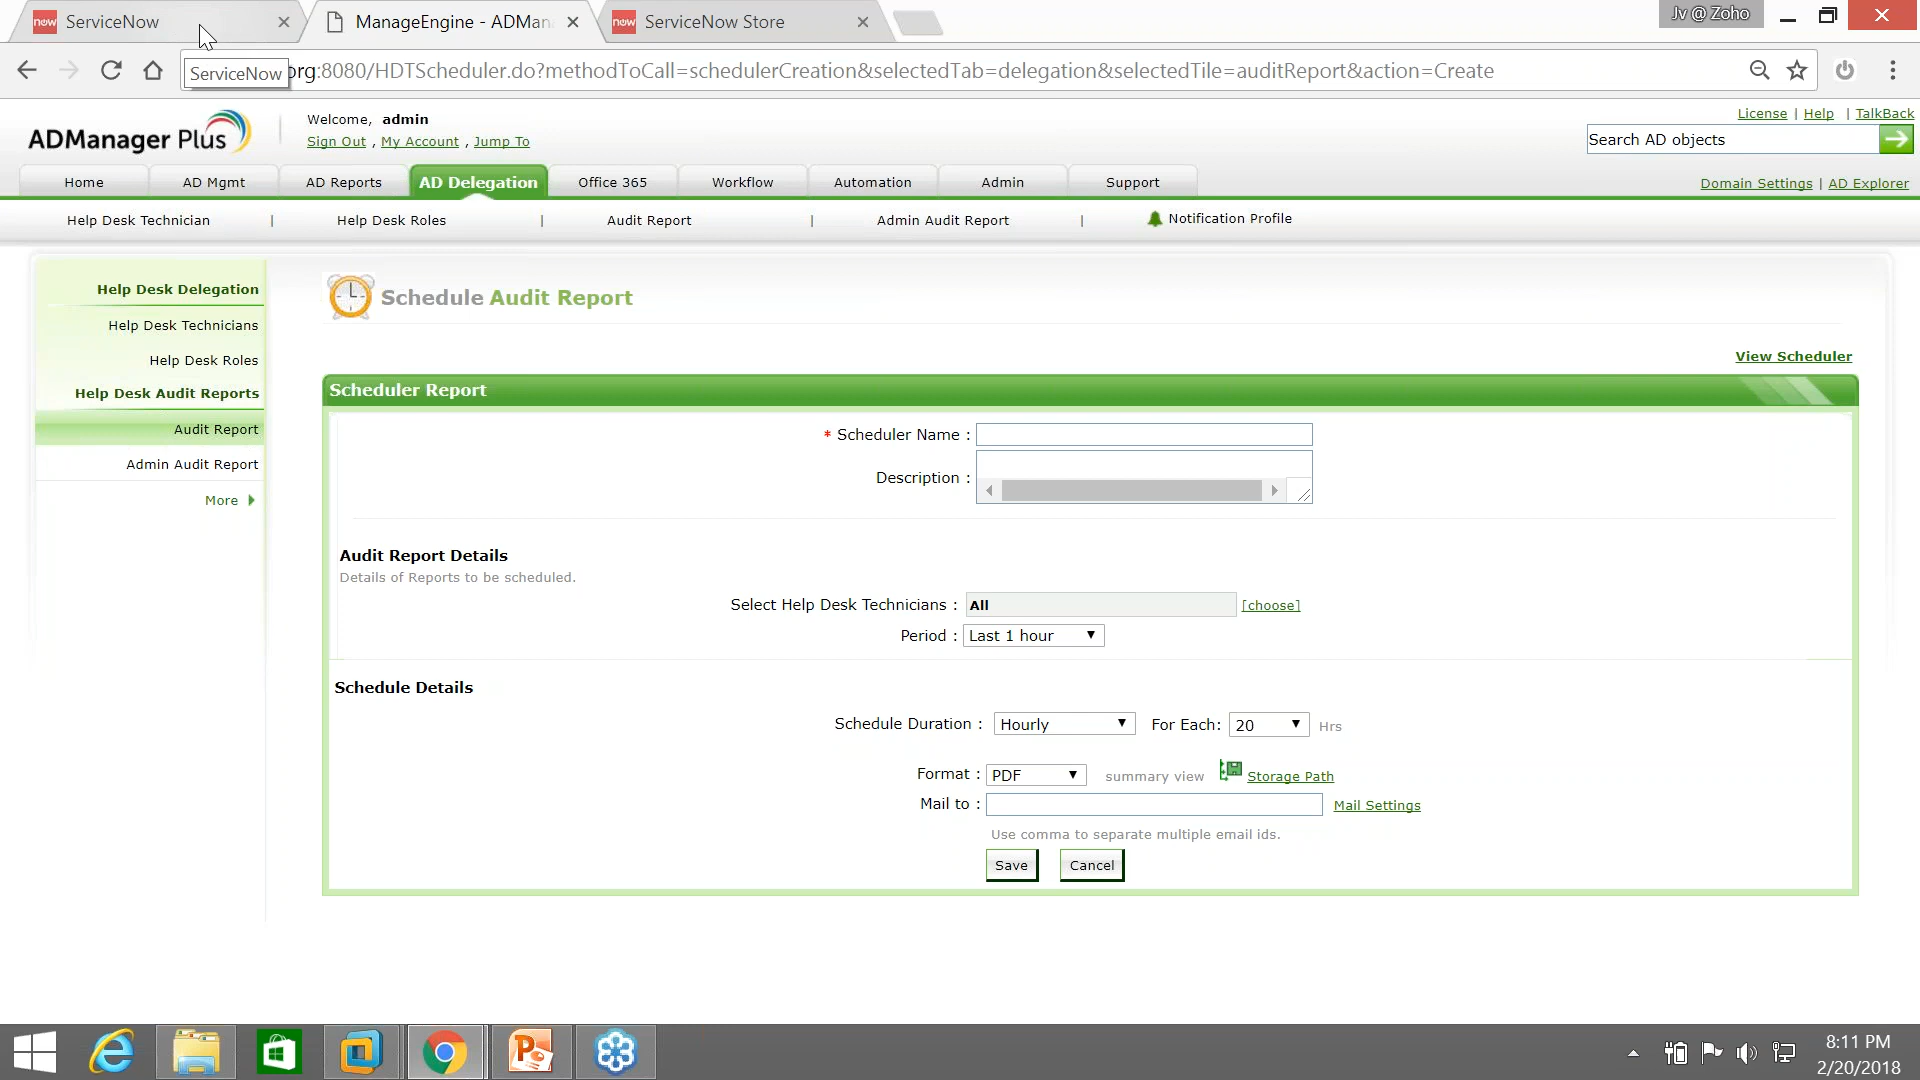 now ServiceNow
ManageEngine - ADMan
now ServiceNow Store
Jv @ Zoho
ServiceNow
org:8080/HDTScheduler.do?methodToCall=schedulerCreation&selectedTab=delegation&selectedTile=auditReport&action=Create
ADManager Plus
Welcome, admin
Sign Out , My Account , Jump To
License | Help | TalkBack
Search AD objects
Home
AD Mgmt
AD Reports
AD Delegation
Office 365
Workflow
Automation
Admin
Support
Domain Settings | AD Explorer
Help Desk Technician | Help Desk Roles | Audit Report | Admin Audit Report | Notification Profile
Help Desk Delegation
Help Desk Technicians
Help Desk Roles
Help Desk Audit Reports
Audit Report
Admin Audit Report
More
Schedule Audit Report
View Scheduler
Scheduler Report
* Scheduler Name :
Description :
Audit Report Details
Details of Reports to be scheduled.
Select Help Desk Technicians : All [choose]
Period : Last 1 hour
Schedule Details
Schedule Duration : Hourly For Each: 20 Hrs
Format : PDF summary view Storage Path
Mail to : Mail Settings
Use comma to separate multiple email ids.
Save Cancel
8:11 PM
2/20/2018